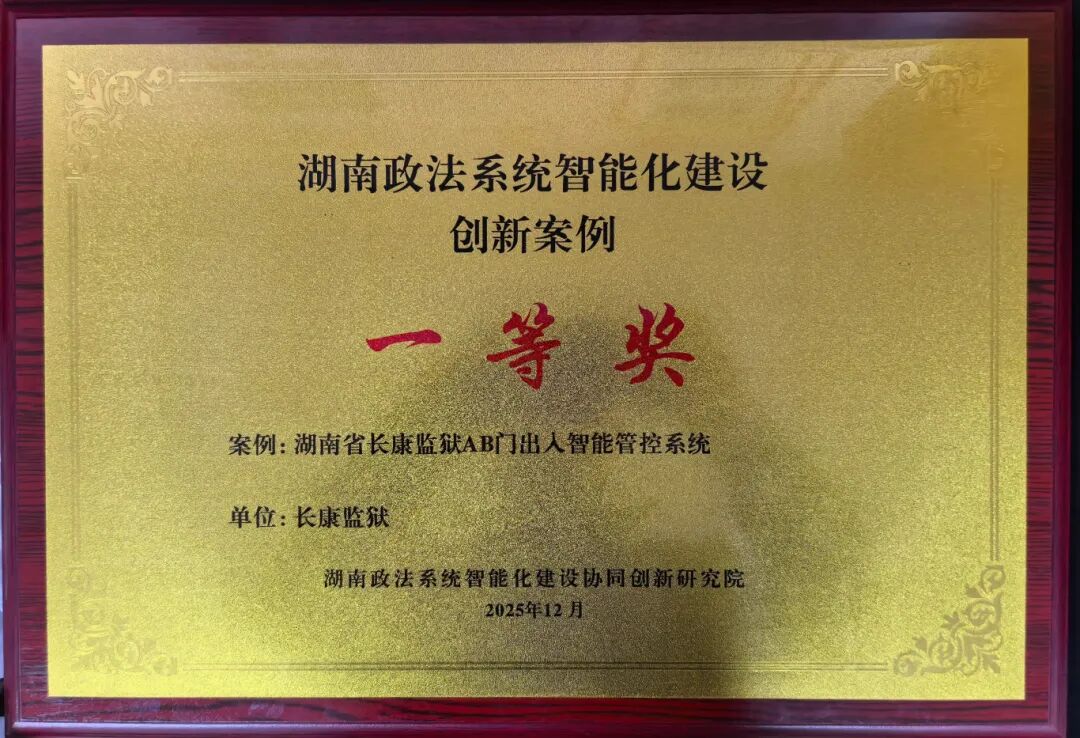 湖南政法系统智能化建设
创新案例
一等奖
案例:湖南省长康监狱AB门出入智能管控系统
单位:长康监狱
湖南政法系统智能化建设协同创新研究院
2025年12月